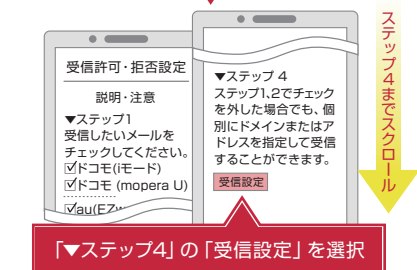 受信許可・拒否設定
説明・注意
▼ステップ1
受信したいメールを
チェックしてください。
☑ドコモ(iモード)
☑ドコモ (mopera U)
☑au(EZw
▼ステップ 4
ステップ1、2でチェック
を外した場合でも、個
別にドメインまたはア
ドレスを指定して受信
することができます。
受信設定
ステップ4までスクロール
「▼ステップ4」の「受信設定」を選択